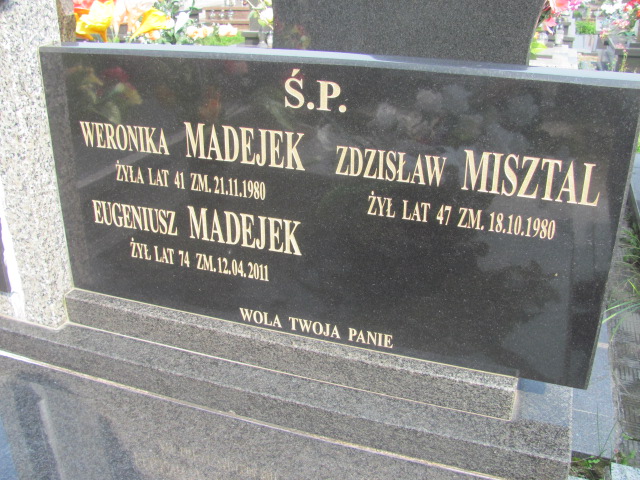 Ś.P.
WERONIKA MADEJEK
ŻYŁA LAT 41 ZM. 21.11.1980
EUGENIUSZ MADEJEK
ŻYŁ LAT 74 ZM. 12.04.2011
ZDZISŁAW MISZTAL
ŻYŁ LAT 47 ZM. 18.10.1980
WOLA TWOJA PANIE